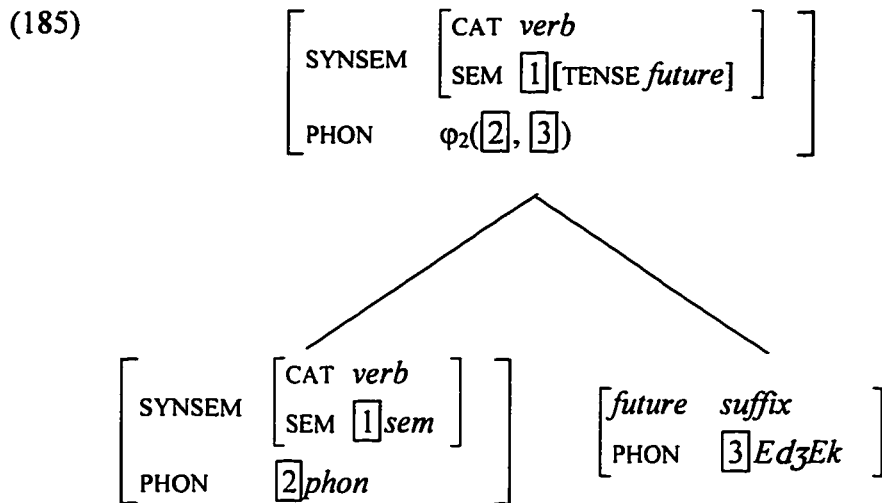 (185)
CAT verb
SYNSEM
SEM 1 [TENSE future]
PHON φ2(2, 3)
CAT verb
SYNSEM
SEM 1 sem
PHON 2 phon
future suffix
PHON 3 EdʒEk